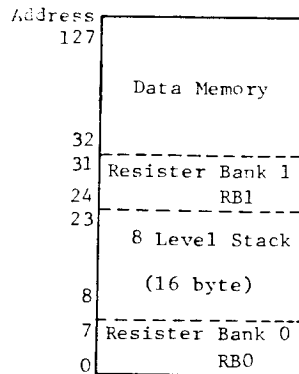 Address
127
Data Memory
32
31
Resister Bank 1
24
RB1
23
8 Level Stack
(16 byte)
8
7
Resister Bank 0
0
RB0